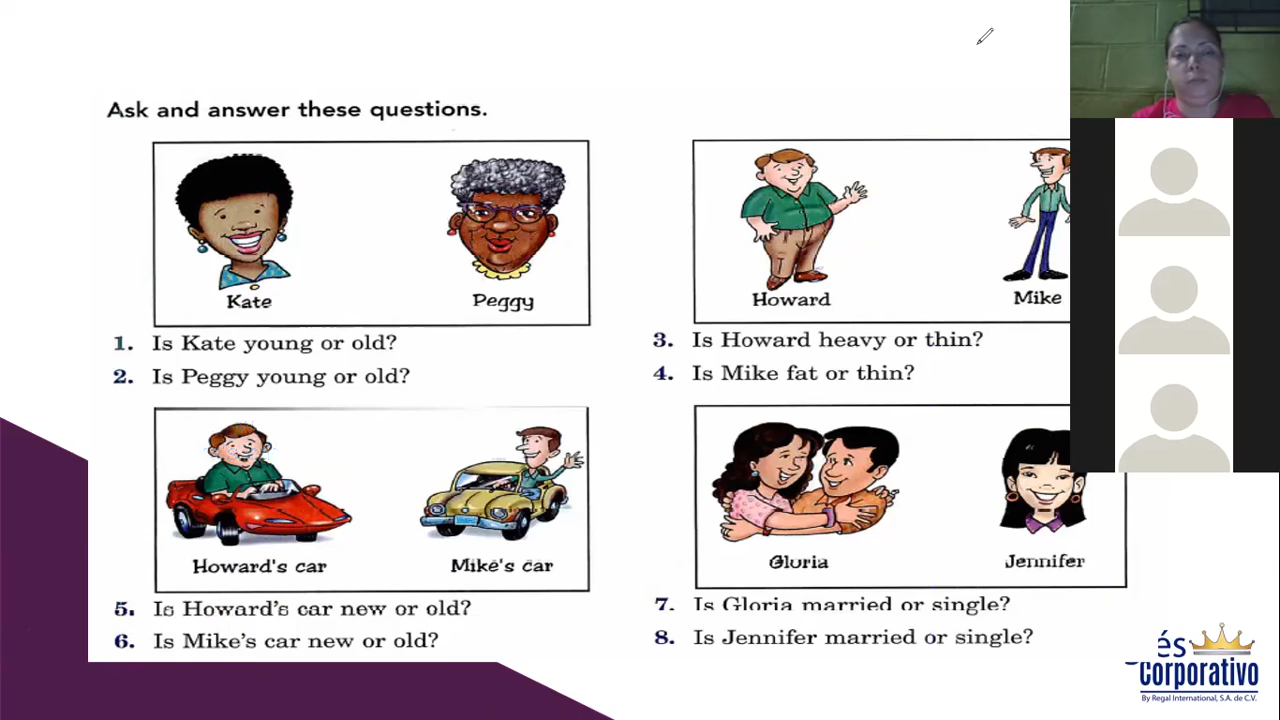 Ask and answer these questions.
Kate
Peggy
1. Is Kate young or old?
2. Is Peggy young or old?
Howard
Mike
3. Is Howard heavy or thin?
4. Is Mike fat or thin?
Howard's car
Mike's car
5. Is Howard's car new or old?
6. Is Mike's car new or old?
Gloria
Jennifer
7. Is Gloria married or single?
8. Is Jennifer married or single?
és
Corporativo
By Regal International, S.A. de C.V.